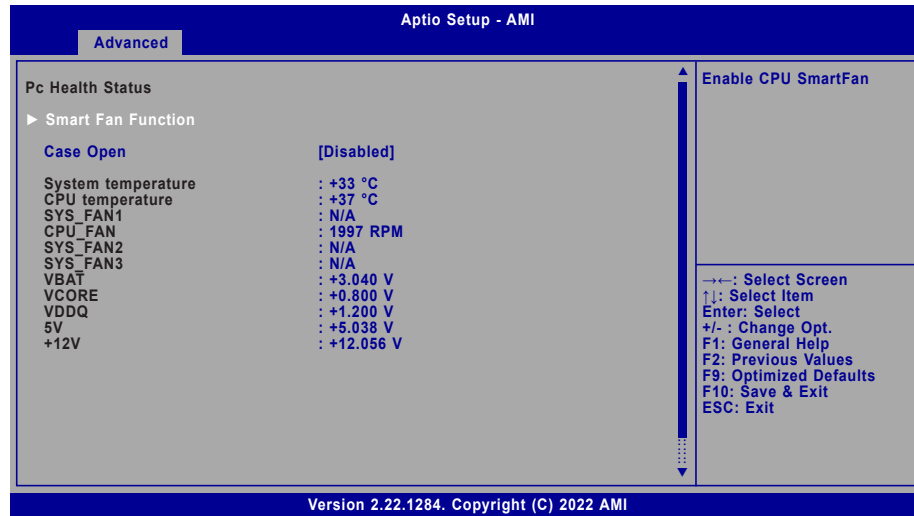 Aptio Setup - AMI
Advanced
Pc Health Status
► Smart Fan Function
Case Open [Disabled]
System temperature : +33 °C
CPU temperature : +37 °C
SYS_FAN1 : N/A
CPU_FAN : 1997 RPM
SYS_FAN2 : N/A
SYS_FAN3 : N/A
VBAT : +3.040 V
VCORE : +0.800 V
VDDQ : +1.200 V
5V : +5.038 V
+12V : +12.056 V
Enable CPU SmartFan
→←: Select Screen
↑↓: Select Item
Enter: Select
+/- : Change Opt.
F1: General Help
F2: Previous Values
F9: Optimized Defaults
F10: Save & Exit
ESC: Exit
Version 2.22.1284. Copyright (C) 2022 AMI